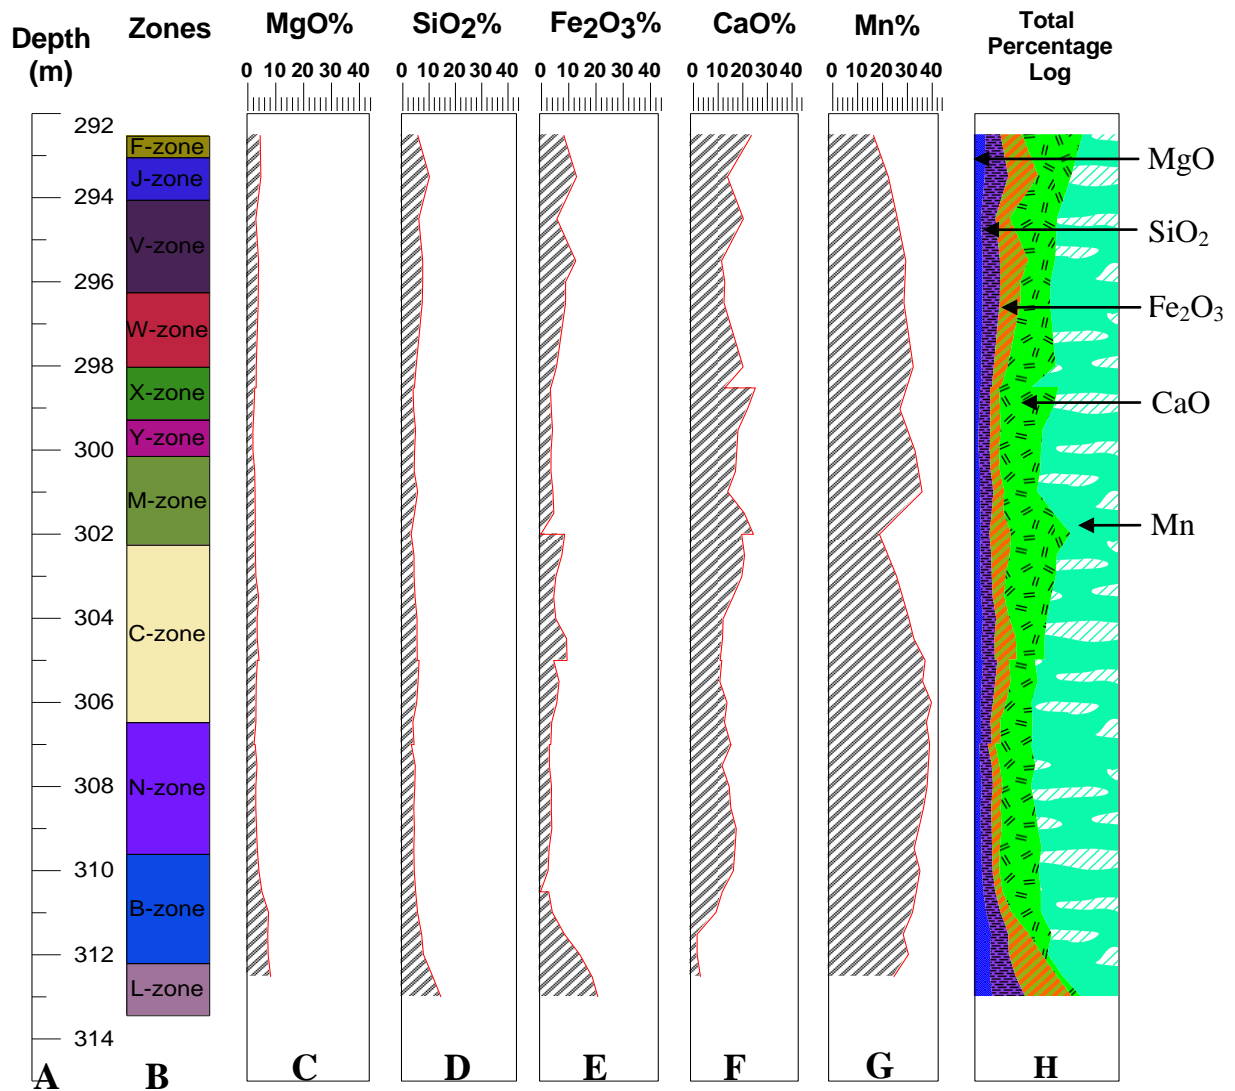 Depth
(m)
Zones
MgO%
SiO2%
Fe2O3%
CaO%
Mn%
Total
Percentage
Log
0 10 20 30 40
0 10 20 30 40
0 10 20 30 40
0 10 20 30 40
0 10 20 30 40
292
294
296
298
300
302
304
306
308
310
312
314
F-zone
J-zone
V-zone
W-zone
X-zone
Y-zone
M-zone
C-zone
N-zone
B-zone
L-zone
MgO
SiO2
Fe2O3
CaO
Mn
A
B
C
D
E
F
G
H